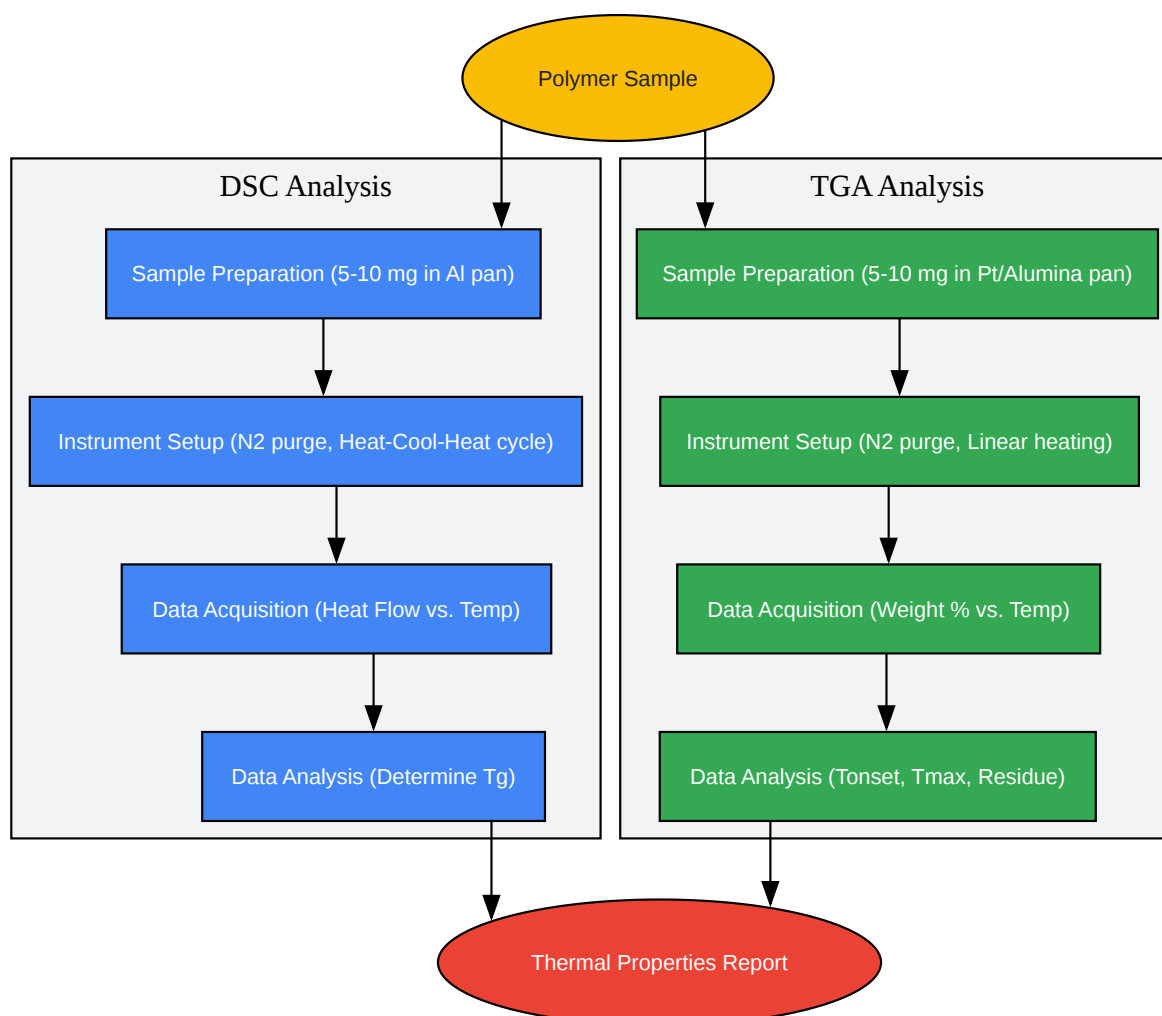 Polymer Sample
DSC Analysis
Sample Preparation (5-10 mg in Al pan)
Instrument Setup (N2 purge, Heat-Cool-Heat cycle)
Data Acquisition (Heat Flow vs. Temp)
Data Analysis (Determine Tg)
TGA Analysis
Sample Preparation (5-10 mg in Pt/Alumina pan)
Instrument Setup (N2 purge, Linear heating)
Data Acquisition (Weight % vs. Temp)
Data Analysis (Tonset, Tmax, Residue)
Thermal Properties Report